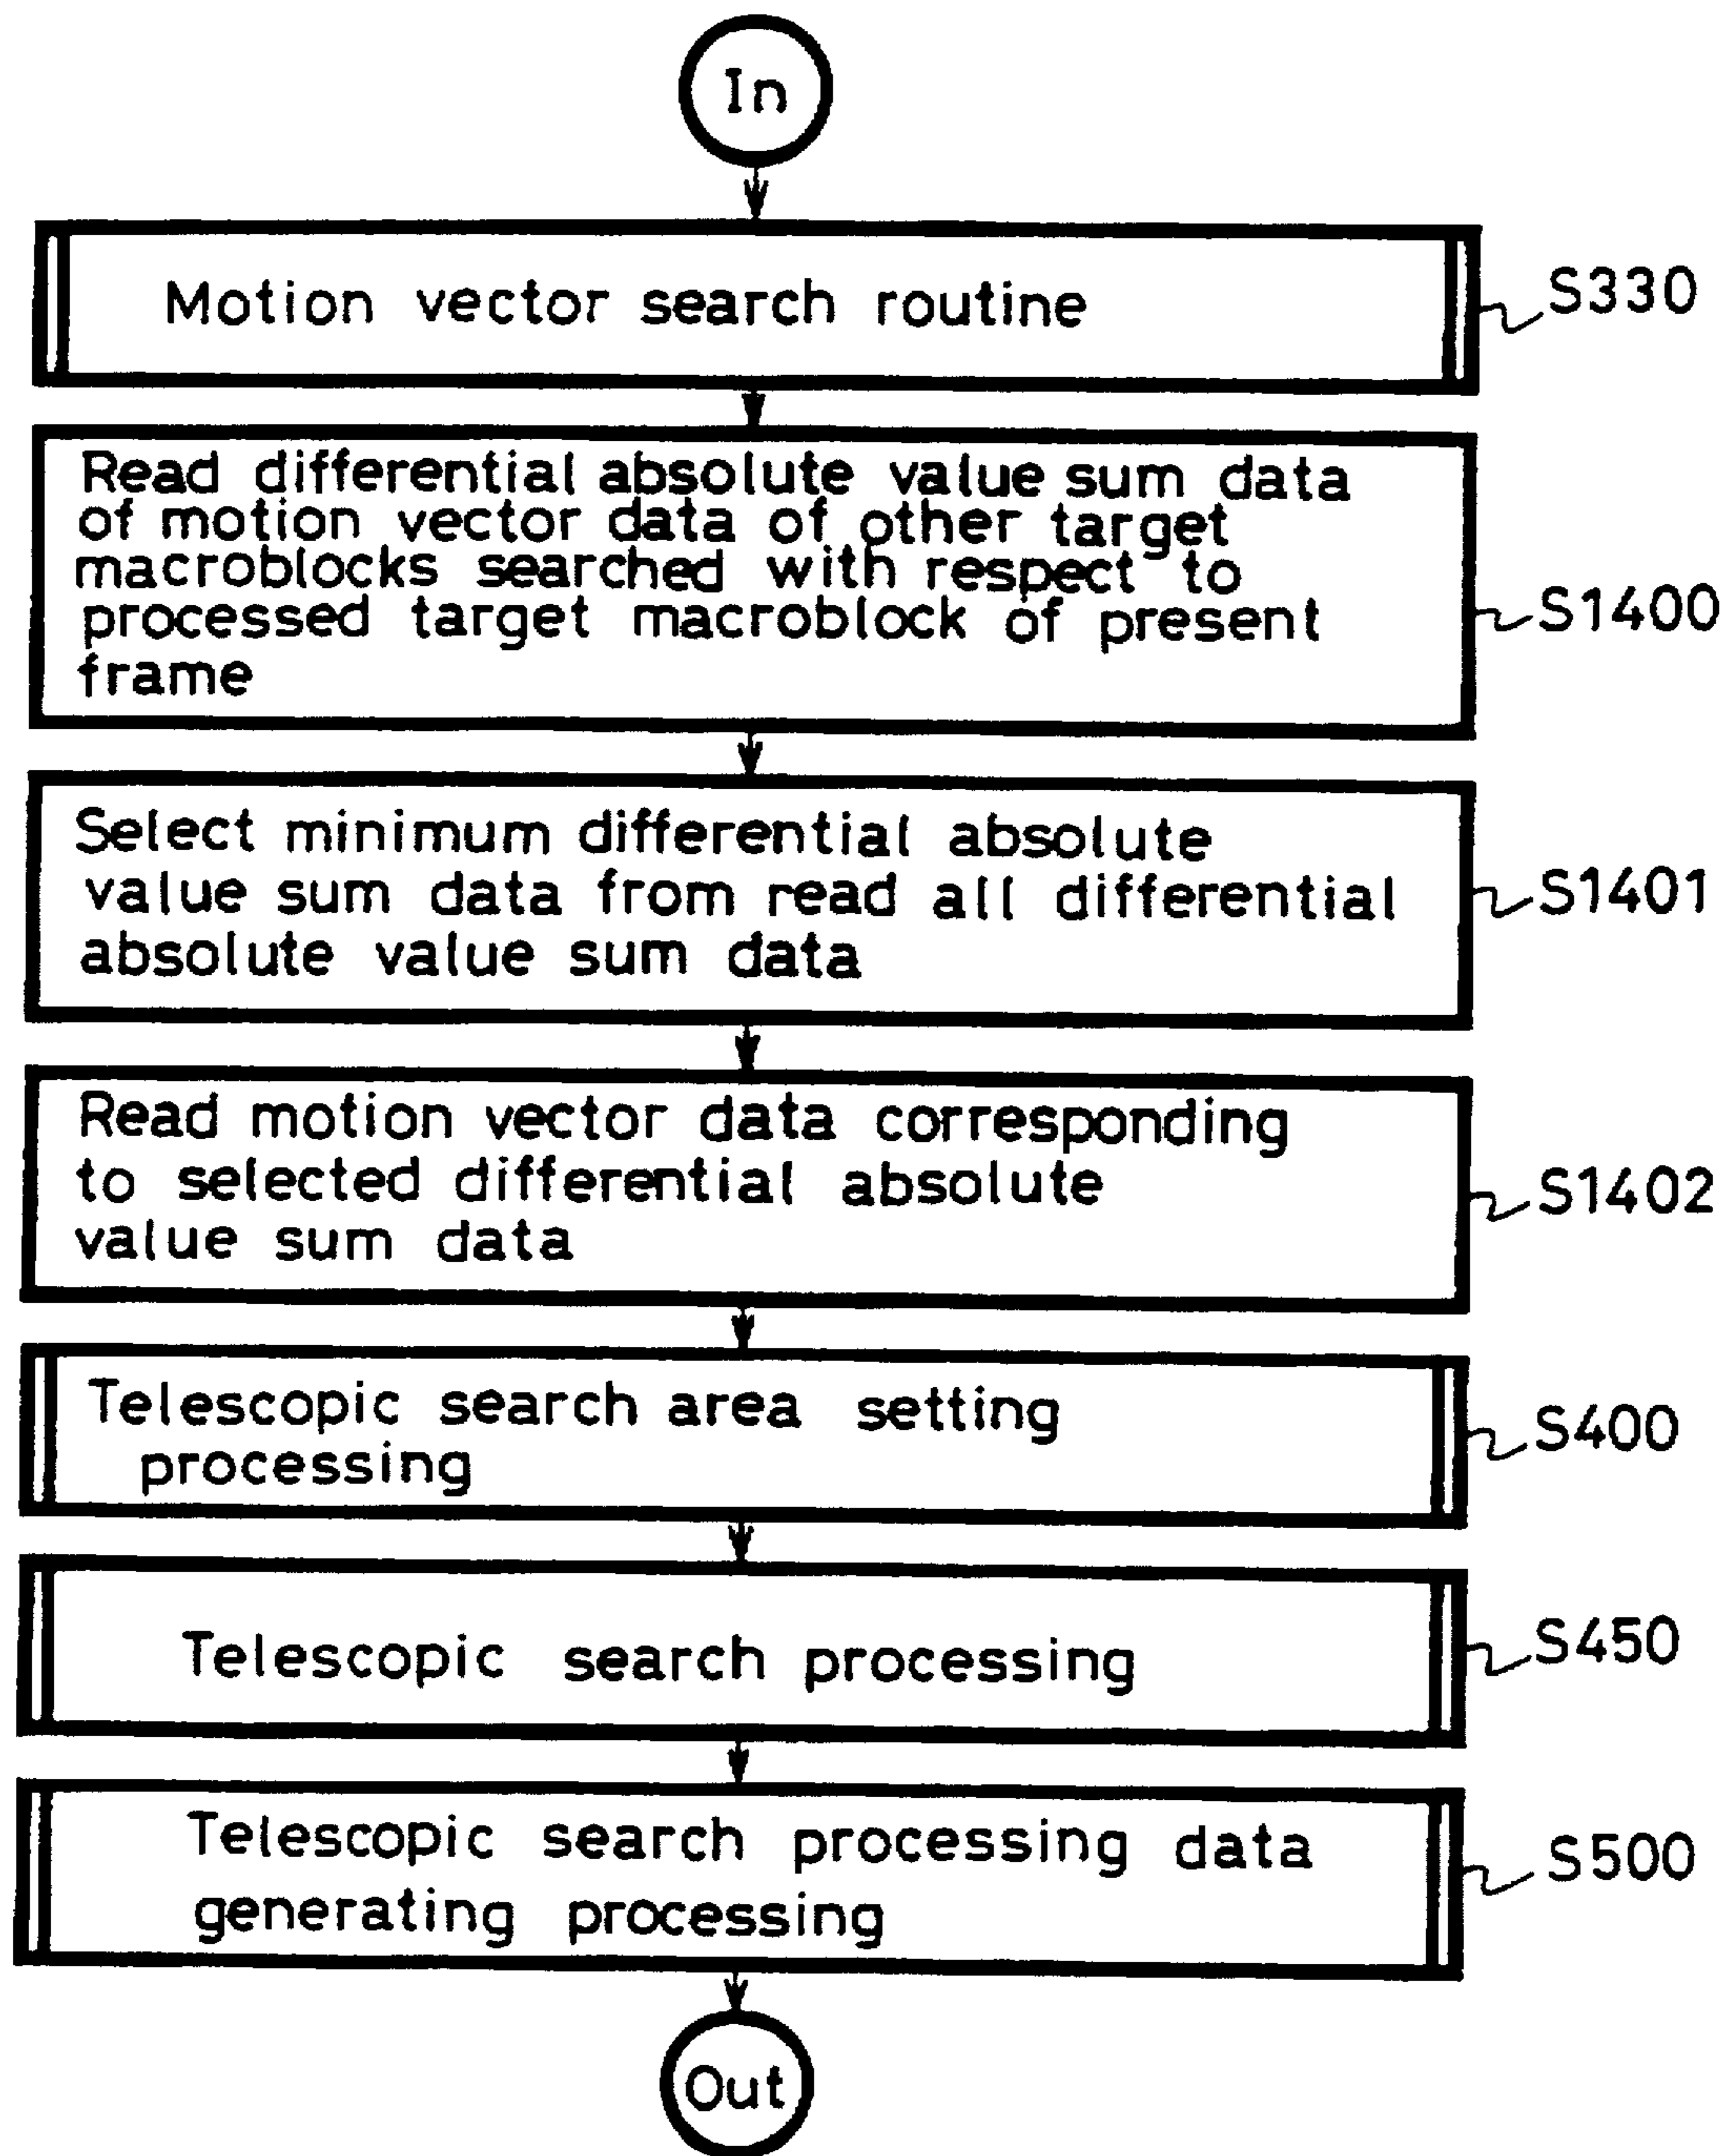 In
Motion vector search routine
S330
Read differential absolute value sum data
of motion vector data of other target
macroblocks searched with respect to
processed target macroblock of present
frame
S1400
Select minimum differential absolute
value sum data from read all differential
absolute value sum data
S1401
Read motion vector data corresponding
to selected differential absolute
value sum data
S1402
Telescopic search area setting
processing
S400
Telescopic search processing
S450
Telescopic search processing data
generating processing
S500
Out